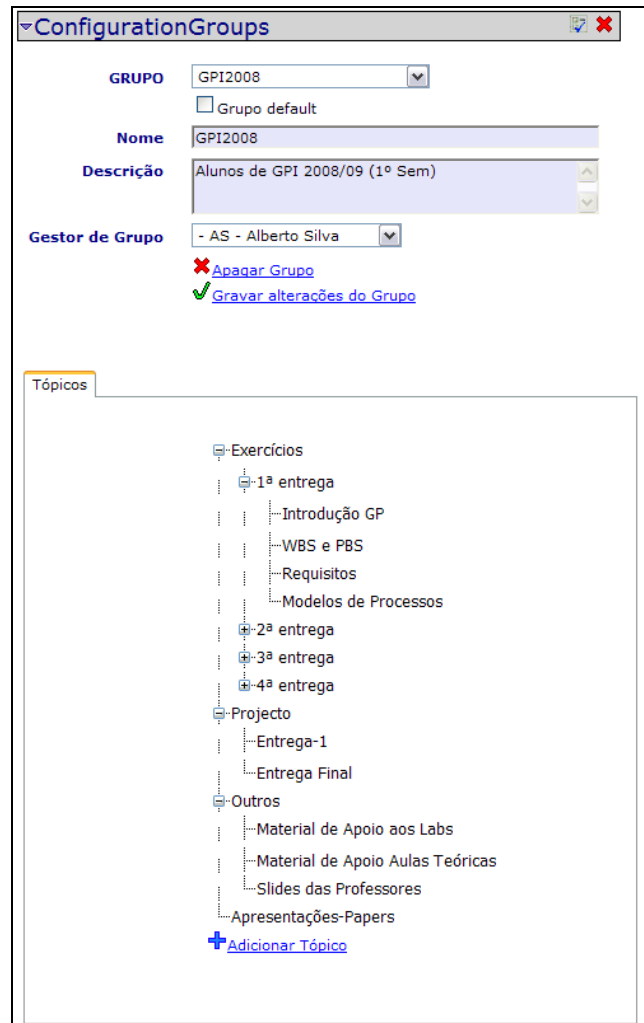 ConfigurationGroups
GRUPO GPI2008
Grupo default
Nome GPI2008
Descrição Alunos de GPI 2008/09 (1º Sem)
Gestor de Grupo - AS - Alberto Silva
Apagar Grupo
Gravar alterações do Grupo
Tópicos
Exercícios
1ª entrega
Introdução GP
WBS e PBS
Requisitos
Modelos de Processos
2ª entrega
3ª entrega
4ª entrega
Projecto
Entrega-1
Entrega Final
Outros
Material de Apoio aos Labs
Material de Apoio Aulas Teóricas
Slides das Professores
Apresentações-Papers
Adicionar Tópico